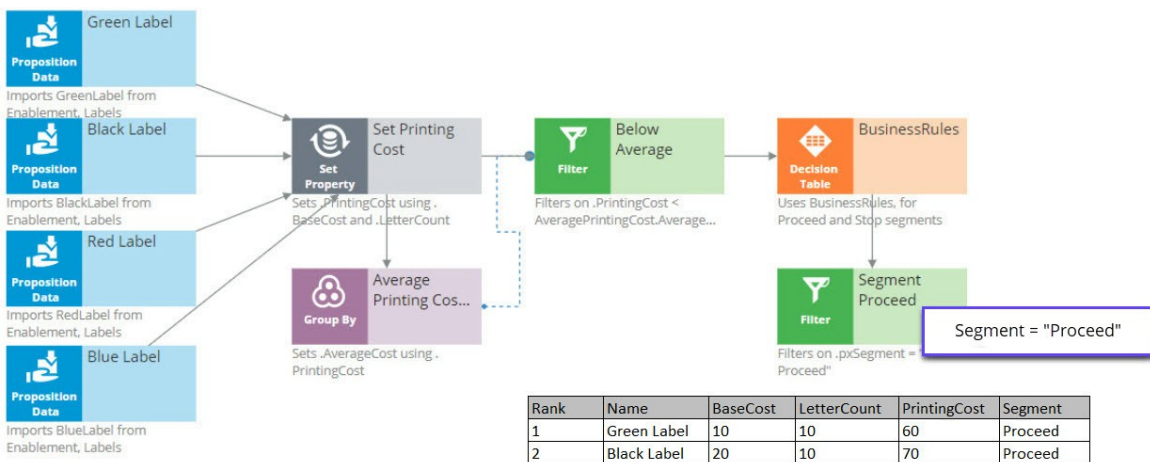 Green Label
Proposition
Data
Imports GreenLabel from
Enablement, Labels
Black Label
Proposition
Data
Imports BlackLabel from
Enablement, Labels
Red Label
Proposition
Data
Imports RedLabel from
Enablement, Labels
Blue Label
Proposition
Data
Imports BlueLabel from
Enablement, Labels
Set Printing
Cost
Set
Property
Sets .PrintingCost using .
BaseCost and .LetterCount
Average
Printing Cos...
Group By
Sets .AverageCost using .
PrintingCost
Below
Average
Filter
Filters on .PrintingCost <
AveragePrintingCost.Average...
BusinessRules
Decision
Table
Uses BusinessRules, for
Proceed and Stop segments
Segment
Proceed
Filter
Filters on .pxSegment = "
Proceed"
Segment = "Proceed"
Rank Name BaseCost LetterCount PrintingCost Segment
1 Green Label 10 10 60 Proceed
2 Black Label 20 10 70 Proceed